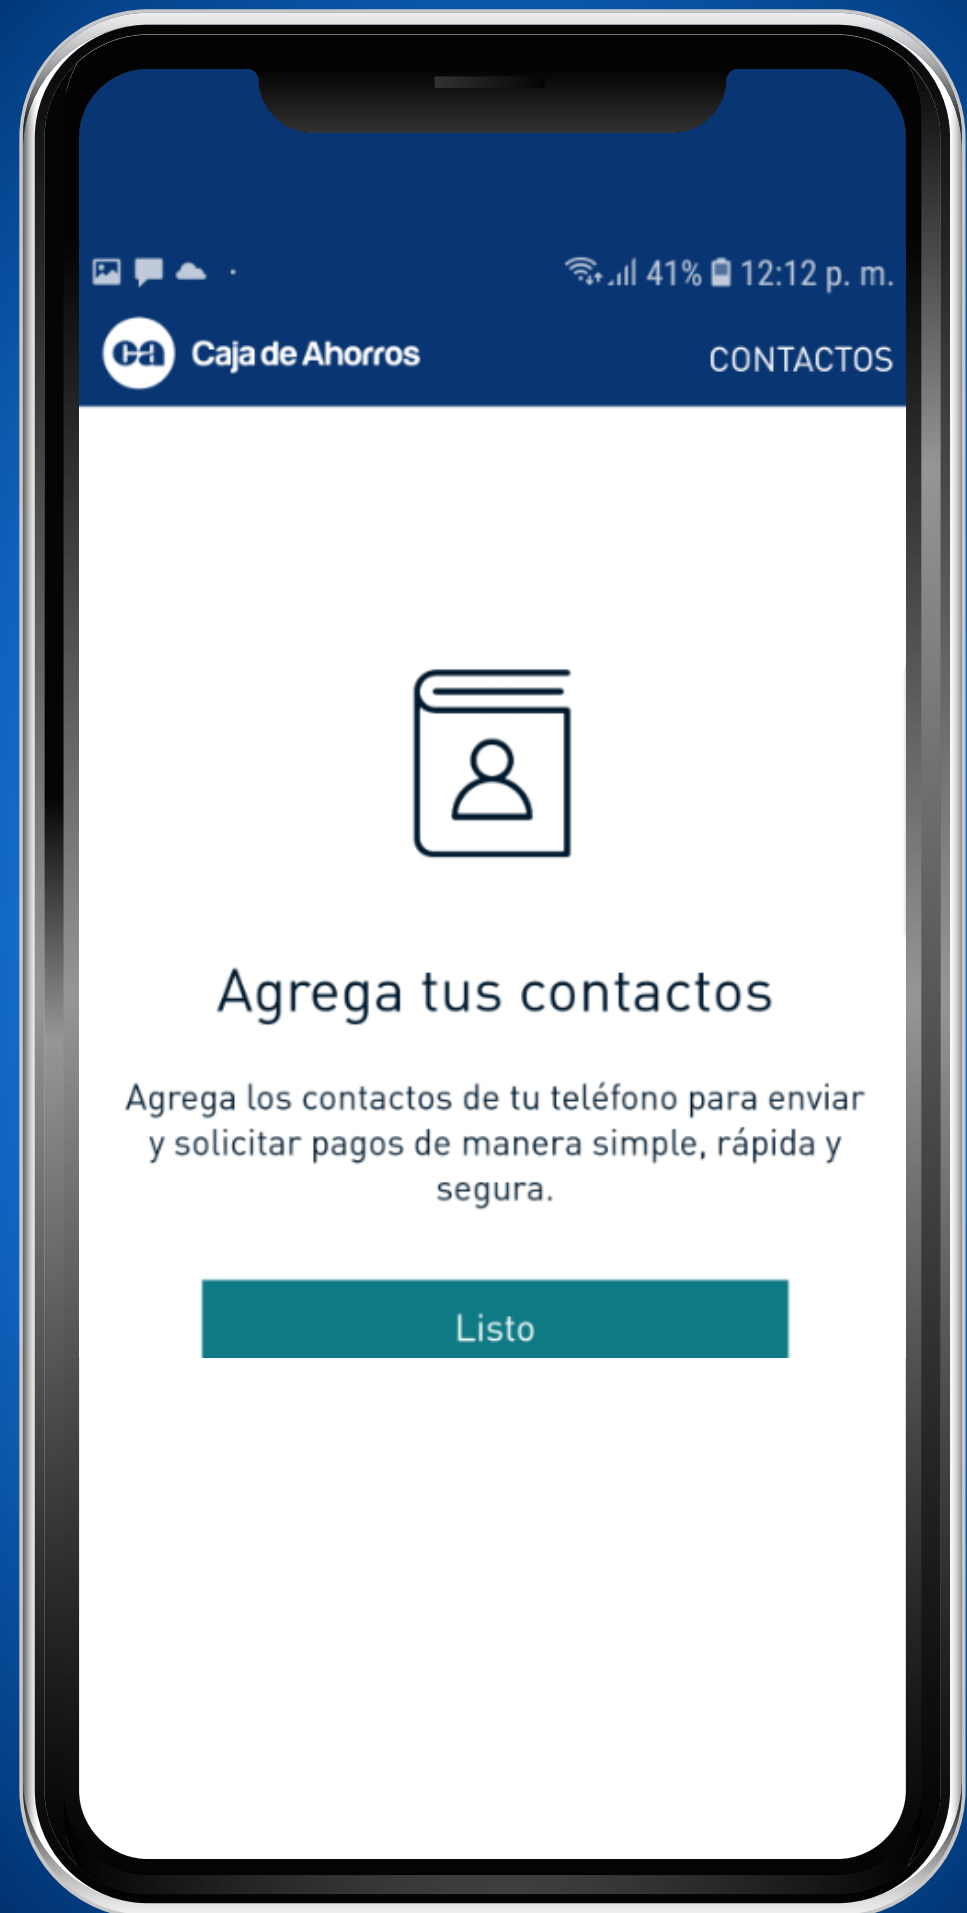 41% 12:12 p. m.
ca Caja de Ahorros CONTACTOS
Agrega tus contactos
Agrega los contactos de tu teléfono para enviar
y solicitar pagos de manera simple, rápida y
segura.
Listo